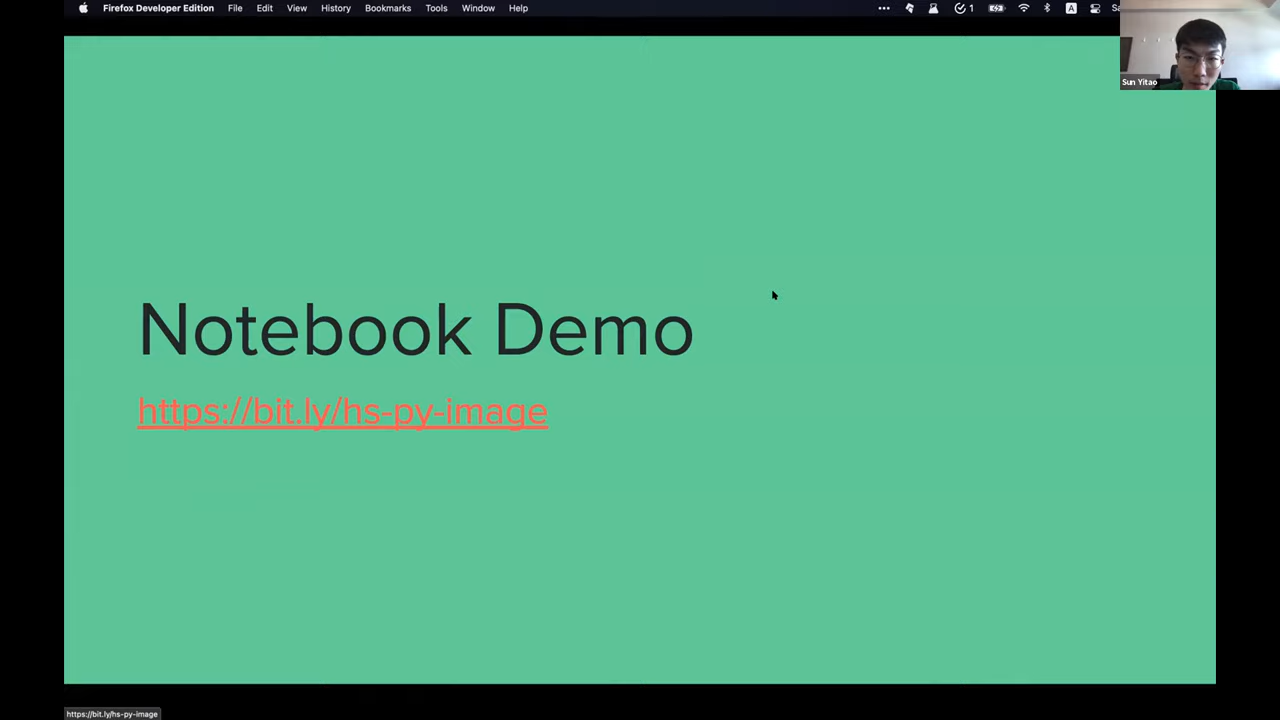 Firefox Developer Edition File Edit View History Bookmarks Tools Window Help 1 A
Sun Yitao
Notebook Demo
https://bit.ly/hs-py-image
https://bit.ly/hs-py-image